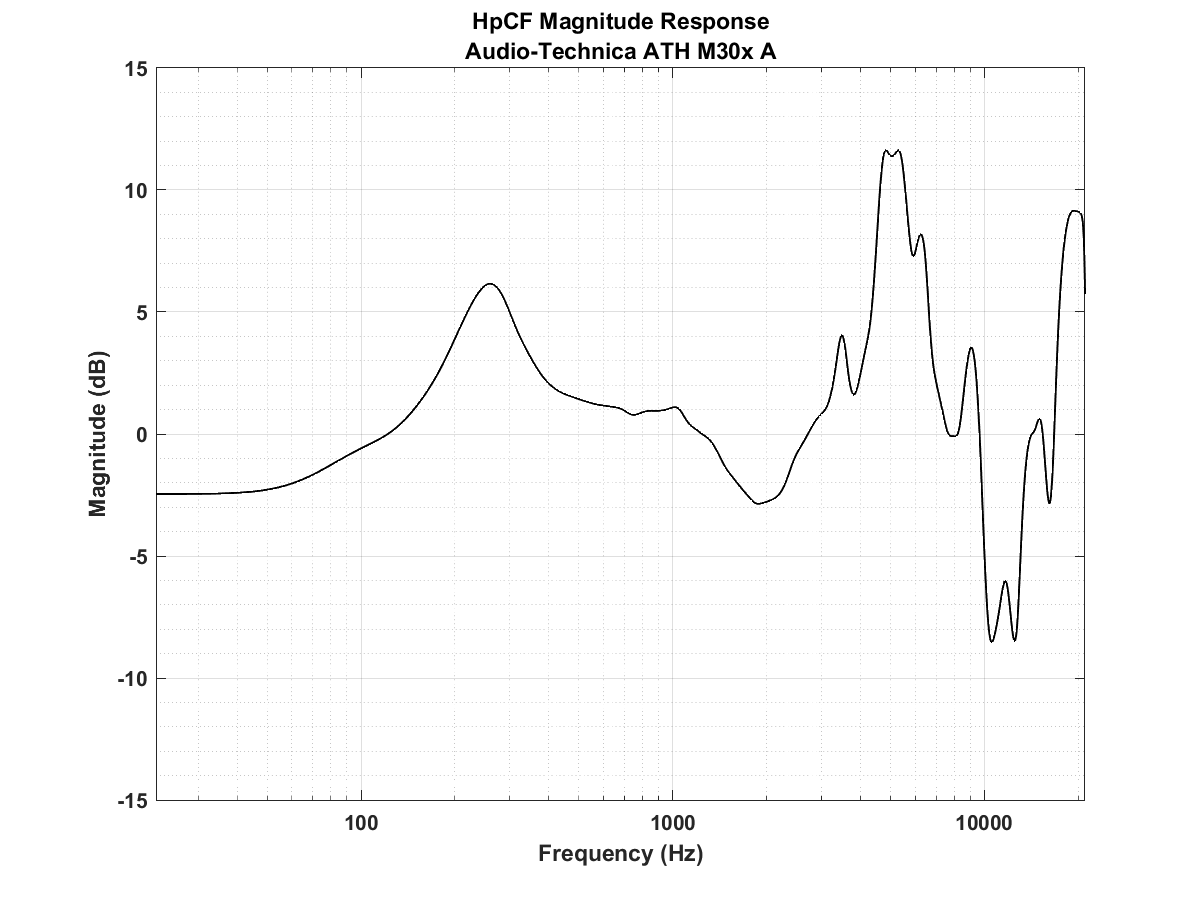 HpCF Magnitude Response
Audio-Technica ATH M30x A
15
10
5
0
-5
-10
-15
Magnitude (dB)
100
1000
10000
Frequency (Hz)